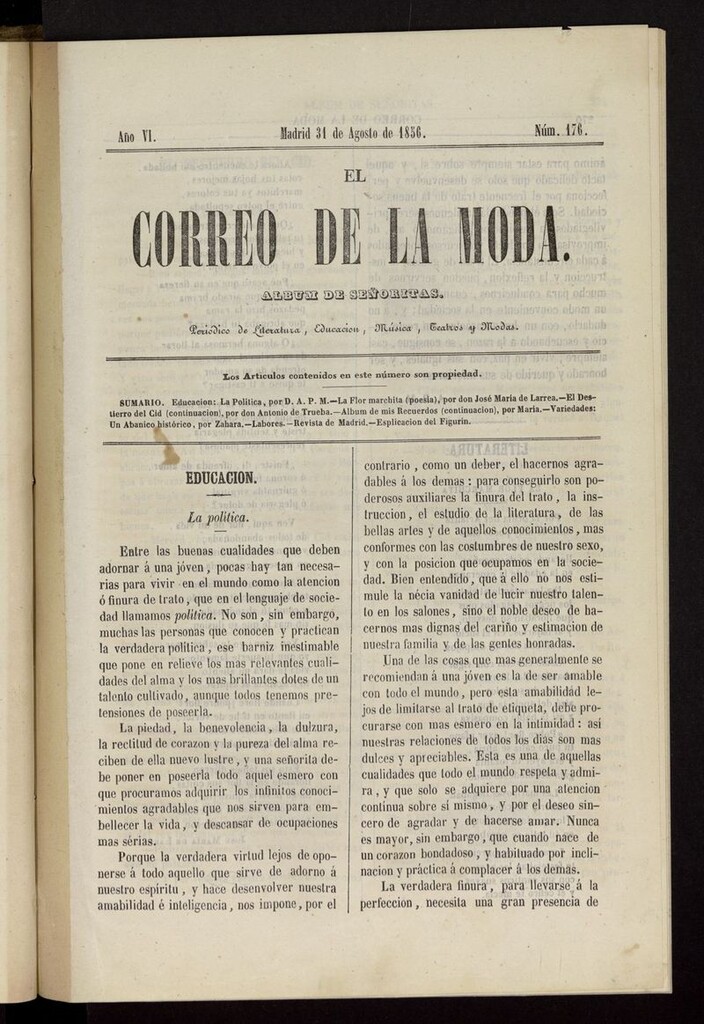 Año VI. Madrid 31 de Agosto de 1856. Núm. 176.
EL
CORREO DE LA MODA.
ALBUM DE SEÑORITAS.
Periódico de Literatura, Educacion, Música, Teatros y Modas.
Los Artículos contenidos en este número son propiedad.
SUMARIO. Educacion: La Política, por D. A. P. M.—La Flor marchita (poesía), por don José María de Larrea.—El Des-
tierro del Cid (continuacion), por don Antonio de Trueba.—Album de mis Recuerdos (continuacion), por María.—Variedades:
Un Abanico histórico, por Zahara.—Labores.—Revista de Madrid.—Esplicacion del Figurin.
EDUCACION.
La política.
Entre las buenas cualidades que deben
adornar á una jóven, pocas hay tan necesa-
rias para vivir en el mundo como la atencion
ó finura de trato, que en el lenguaje de socie-
dad llamamos política. No son, sin embargo,
muchas las personas que conocen y practican
la verdadera política, ese barniz inestimable
que pone en relieve los mas relevantes cuali-
dades del alma y los mas brillantes dotes de un
talento cultivado, aunque todos tenemos pre-
tensiones de poseerla.
La piedad, la benevolencia, la dulzura,
la rectitud de corazon y la pureza del alma re-
ciben de ella nuevo lustre, y una señorita de-
be poner en poseerla todo aquel esmero con
que procuramos adquirir los infinitos conoci-
mientos agradables que nos sirven para em-
bellecer la vida, y descansar de ocupaciones
mas sérias.
Porque la verdadera virtud lejos de opo-
nerse á todo aquello que sirve de adorno á
nuestro espíritu, y hace desenvolver nuestra
amabilidad é inteligencia, nos impone, por el
contrario, como un deber, el hacernos agra-
dables á los demas: para conseguirlo son po-
derosos auxiliares la finura del trato, la ins-
truccion, el estudio de la literatura, de las
bellas artes y de aquellos conocimientos, mas
conformes con las costumbres de nuestro sexo,
y con la posicion que ocupamos en la socie-
dad. Bien entendido, que á ello no nos esti-
mule la nécia vanidad de lucir nuestro talen-
to en los salones, sino el noble deseo de ha-
cernos mas dignas del cariño y estimacion de
nuestra familia y de las gentes honradas.
Una de las cosas que mas generalmente se
recomiendan á una jóven es la de ser amable
con todo el mundo, pero esta amabilidad le-
jos de limitarse al trato de etiqueta, debe pro-
curarse con mas esmero en la intimidad: asi
nuestras relaciones de todos los dias son mas
dulces y apreciables. Esta es una de aquellas
cualidades que todo el mundo respeta y admi-
ra, y que solo se adquiere por una atencion
continua sobre sí mismo, y por el deseo sin-
cero de agradar y de hacerse amar. Nunca
es mayor, sin embargo, que cuando nace de
un corazon bondadoso, y habituado por incli-
nacion y práctica á complacer á los demas.
La verdadera finura, para llevarse á la
perfeccion, necesita una gran presencia de